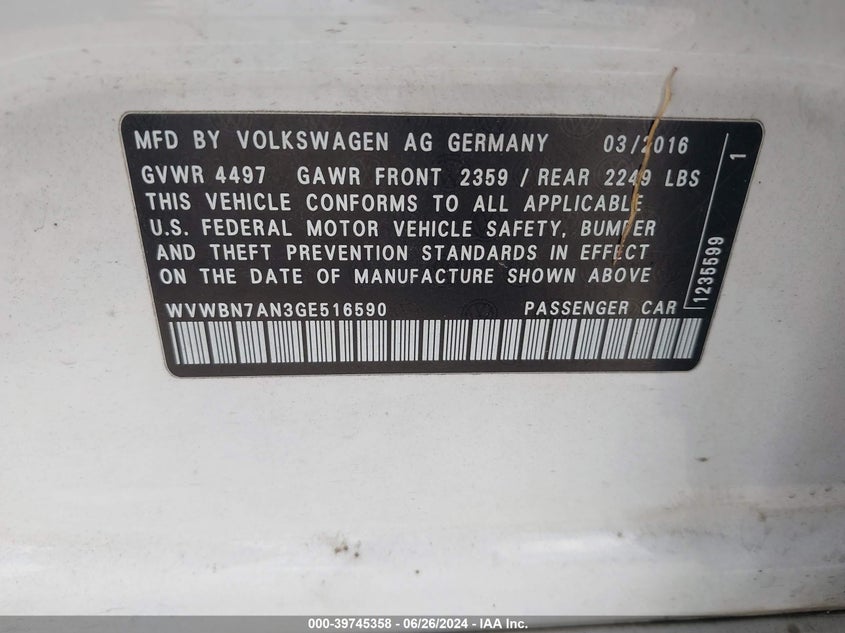 MFD BY VOLKSWAGEN AG GERMANY 03/2016
GVWR 4497 GAWR FRONT 2359 / REAR 2249 LBS
THIS VEHICLE CONFORMS TO ALL APPLICABLE
U.S. FEDERAL MOTOR VEHICLE SAFETY, BUMPER
AND THEFT PREVENTION STANDARDS IN EFFECT
ON THE DATE OF MANUFACTURE SHOWN ABOVE
WVWBN7AN3GE516590 PASSENGER CAR
1235599 1
000-39745358 - 06/26/2024 - IAA Inc.